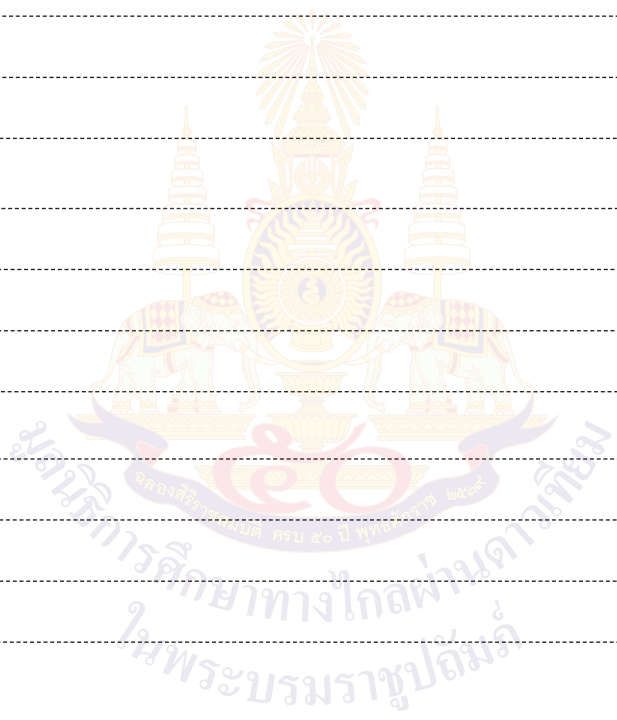 ฉลองสิริราชสมบัติ ครบ ๕๐ ปี พุทธศักราช ๒๕๓๙
๕๐
มูลนิธิการศึกษาทางไกลผ่านดาวเทียม
ในพระบรมราชูปถัมภ์